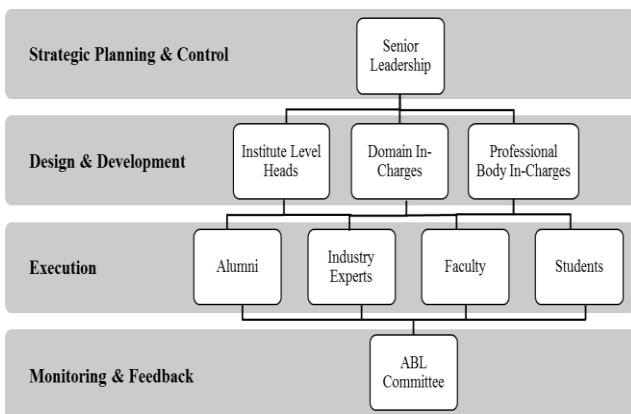 Strategic Planning & Control
Senior
Leadership
Design & Development
Institute Level
Heads
Domain In-
Charges
Professional
Body In-Charges
Execution
Alumni
Industry
Experts
Faculty
Students
Monitoring & Feedback
ABL
Committee